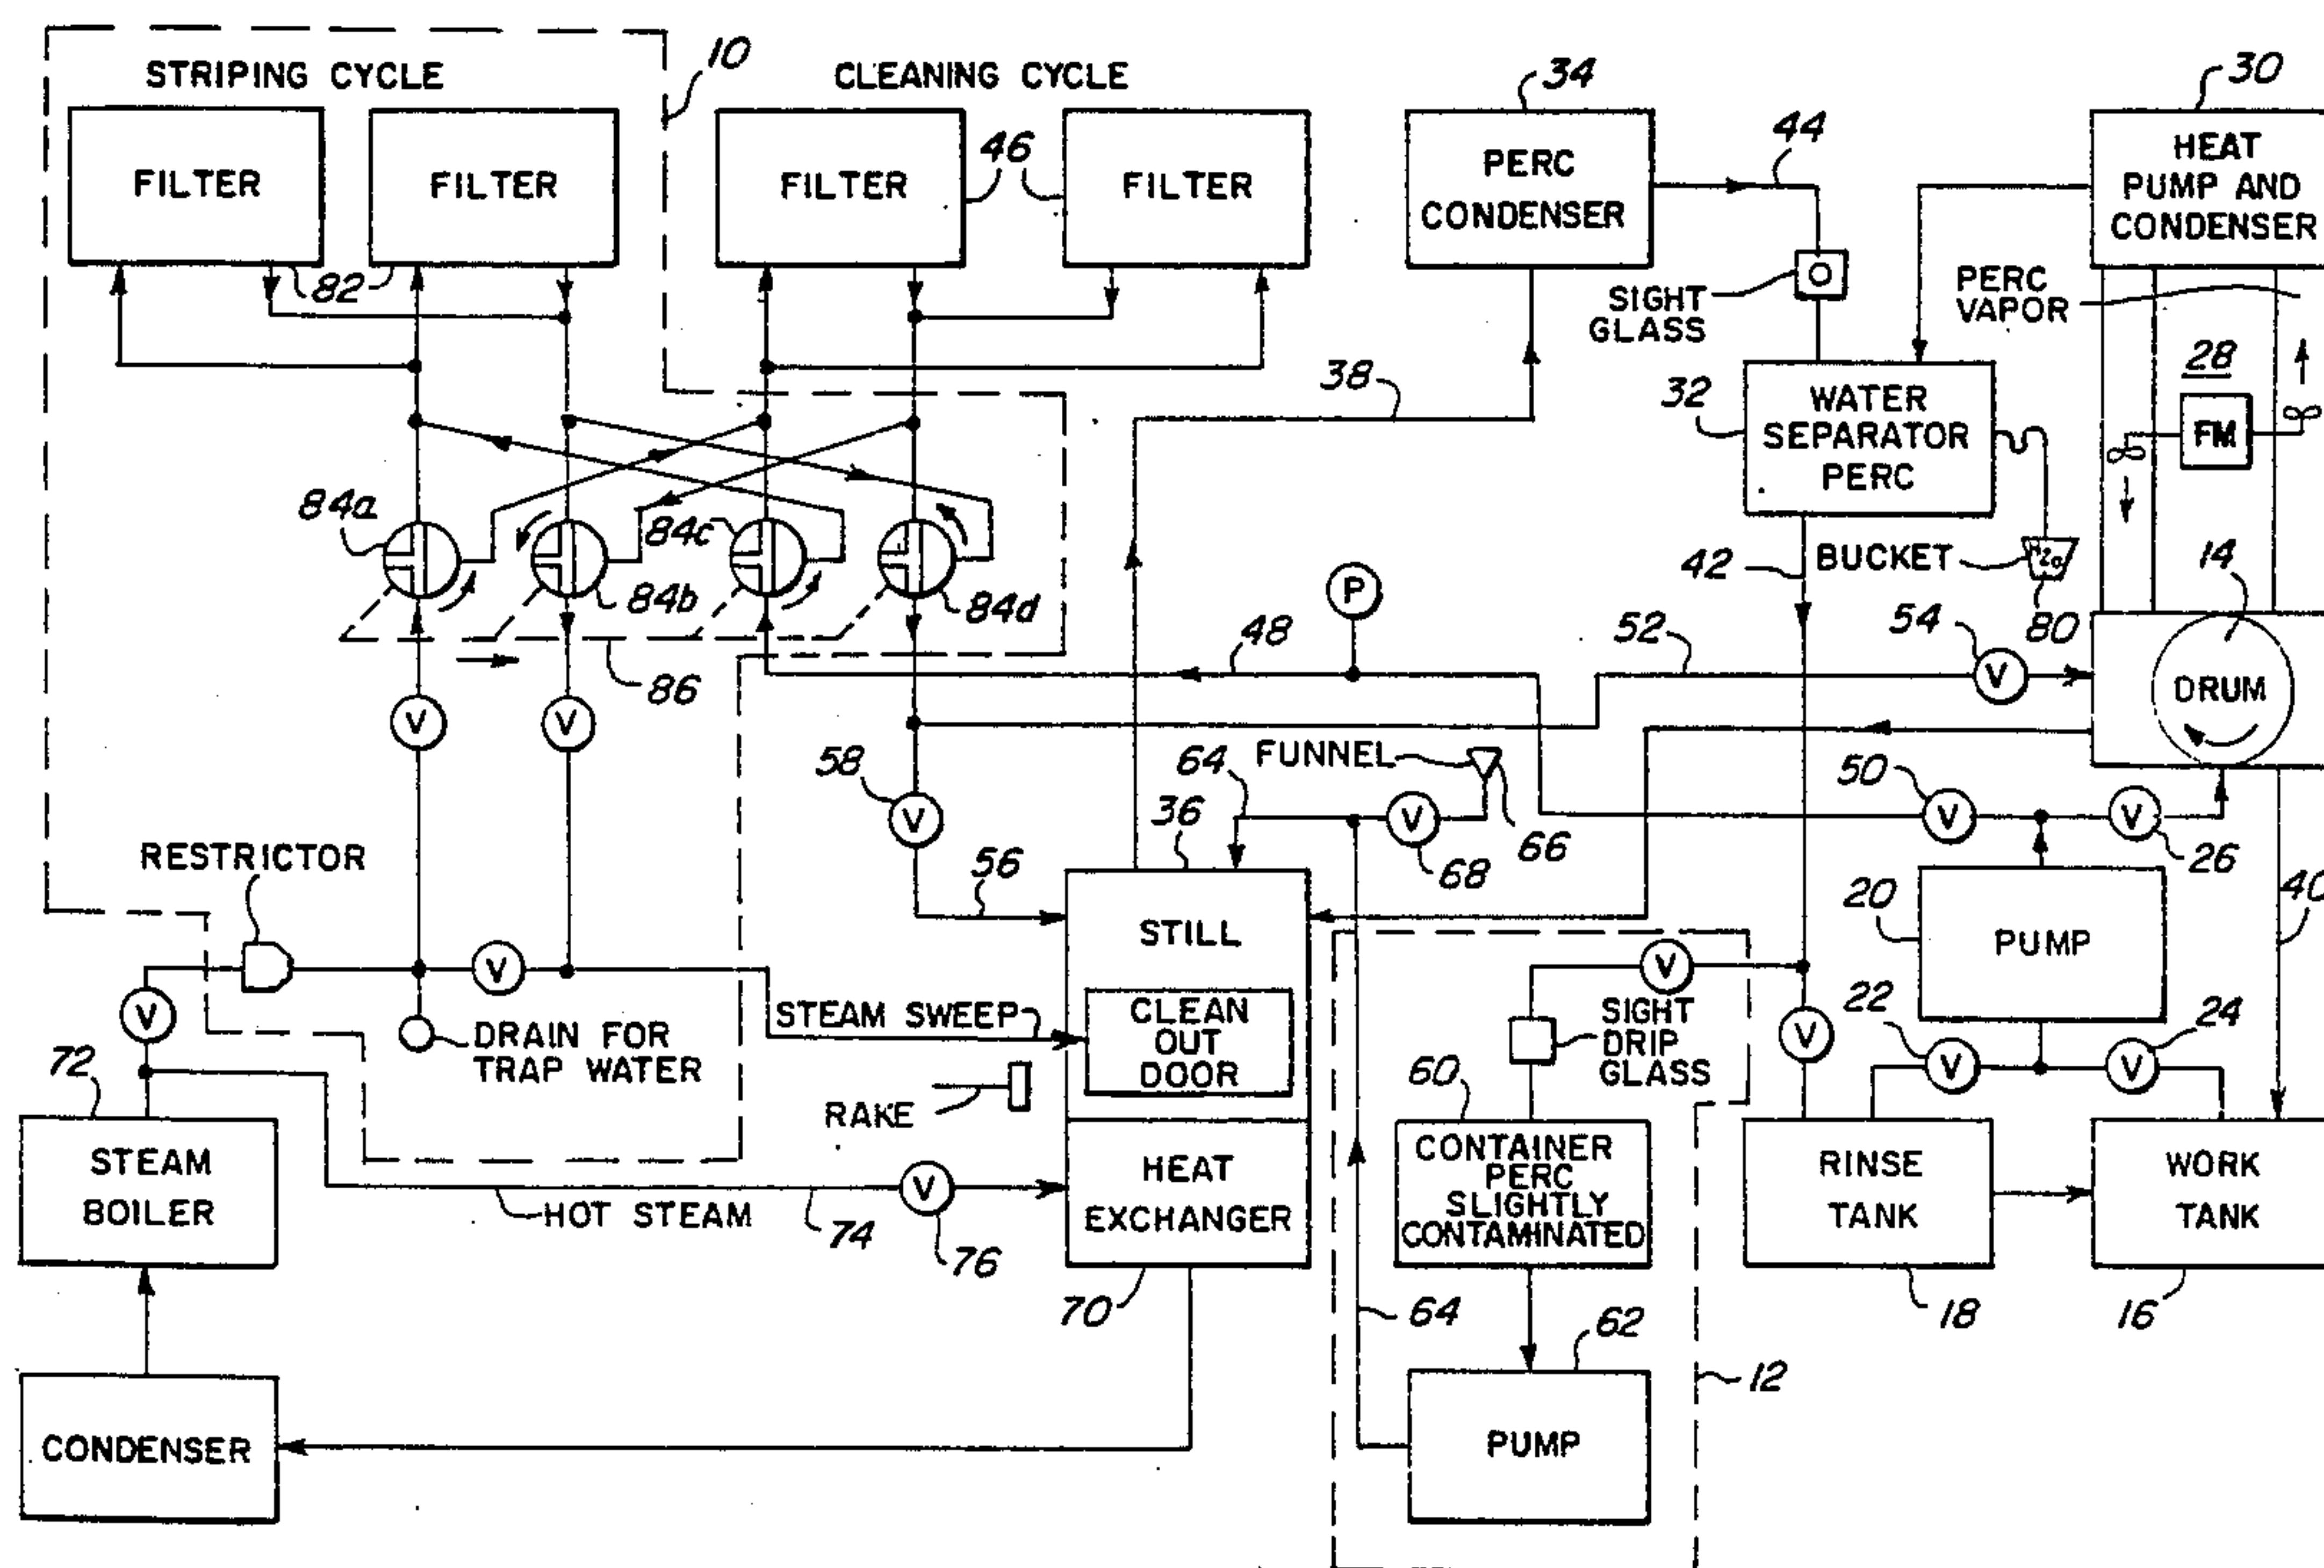 STRIPING CYCLE
10
CLEANING CYCLE
34
30
44
FILTER
FILTER
FILTER
46
FILTER
PERC
CONDENSER
HEAT
PUMP AND
CONDENSER
82
SIGHT
GLASS
PERC
VAPOR
28
FM
38
32
WATER
SEPARATOR
PERC
84a
84b
84c
84d
42
BUCKET
H2O
80
14
DRUM
P
48
52
54
86
FUNNEL
66
64
V
68
V
V
58
V
V
50
V
V
26
36
40
RESTRICTOR
56
STILL
20
PUMP
V
V
V
STEAM SWEEP
CLEAN
OUT
DOOR
SIGHT
DRIP
GLASS
V
22
V
24
V
DRAIN FOR
TRAP WATER
RAKE
72
STEAM
BOILER
HOT STEAM
74
V
76
HEAT
EXCHANGER
70
60
CONTAINER
PERC
SLIGHTLY
CONTAMINATED
RINSE
TANK
18
WORK
TANK
16
64
62
PUMP
12
CONDENSER